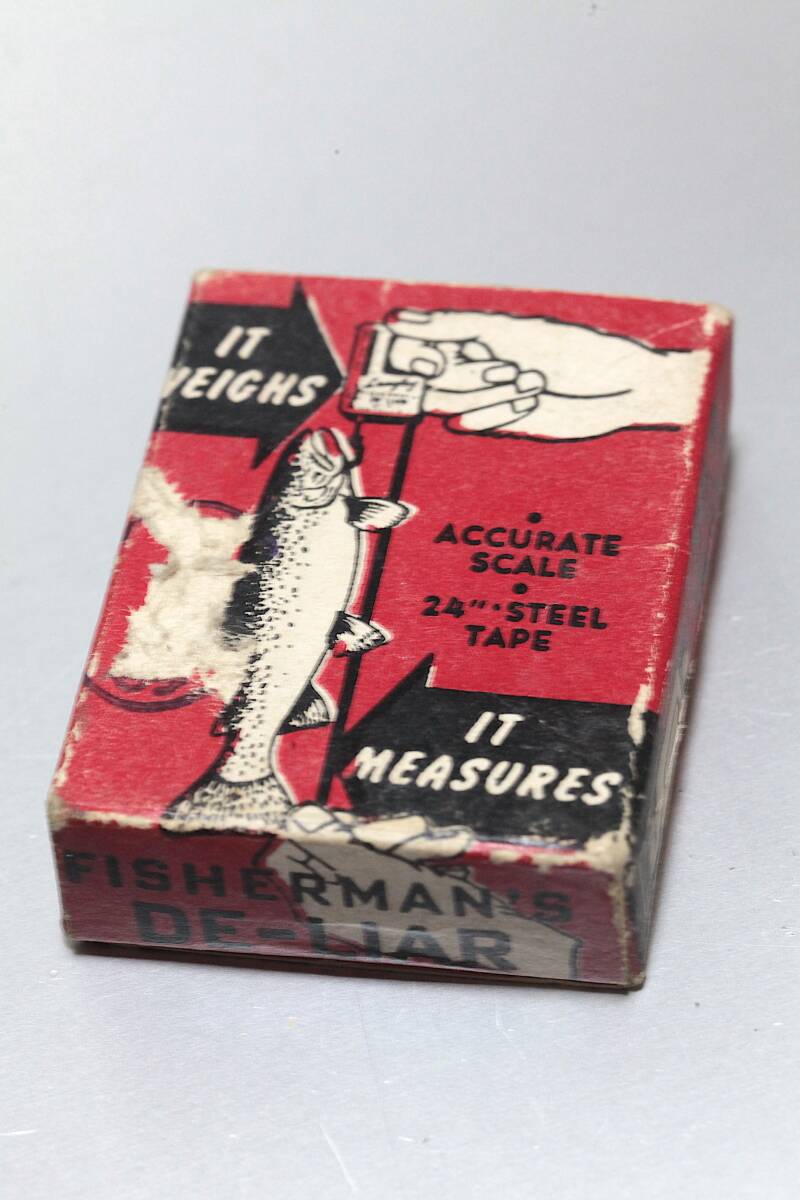 IT
WEIGHS
• ACCURATE
SCALE
• 24" STEEL
TAPE
IT
MEASURES
FISHERMAN'S
DE-LIAR